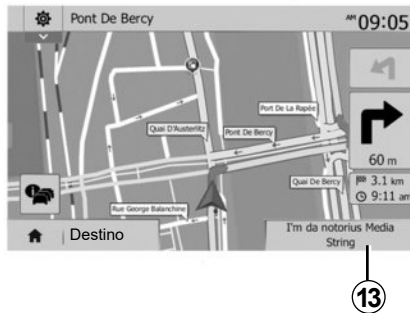 Pont De Bercy
AM 09:05
Port De La Rapée
Quai D'Austerlitz
Pont De Bercy
60 m
Quai De Bercy
3.1 km
9:11 am
Rue George Balanchine
Destino
I'm da notorius Media
String
13